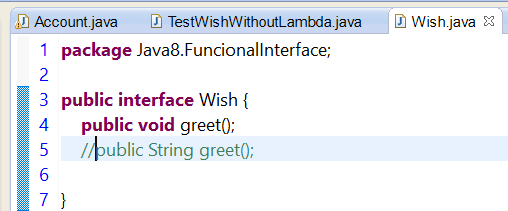 Account.java TestWishWithoutLambda.java Wish.java
1 package Java8.FuncionalInterface;
2
3 public interface Wish {
4 public void greet();
5 //public String greet();
6
7 }